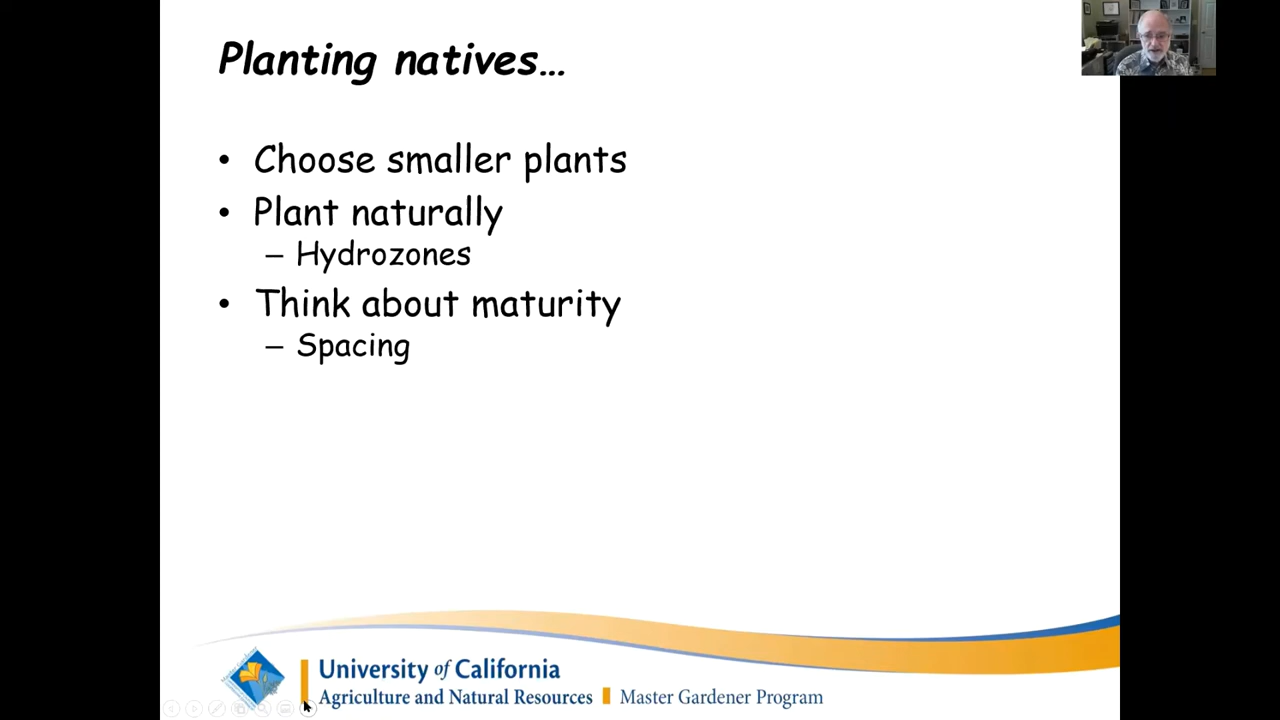 Planting natives…
• Choose smaller plants
• Plant naturally
– Hydrozones
• Think about maturity
– Spacing
University of California
Agriculture and Natural Resources Master Gardener Program